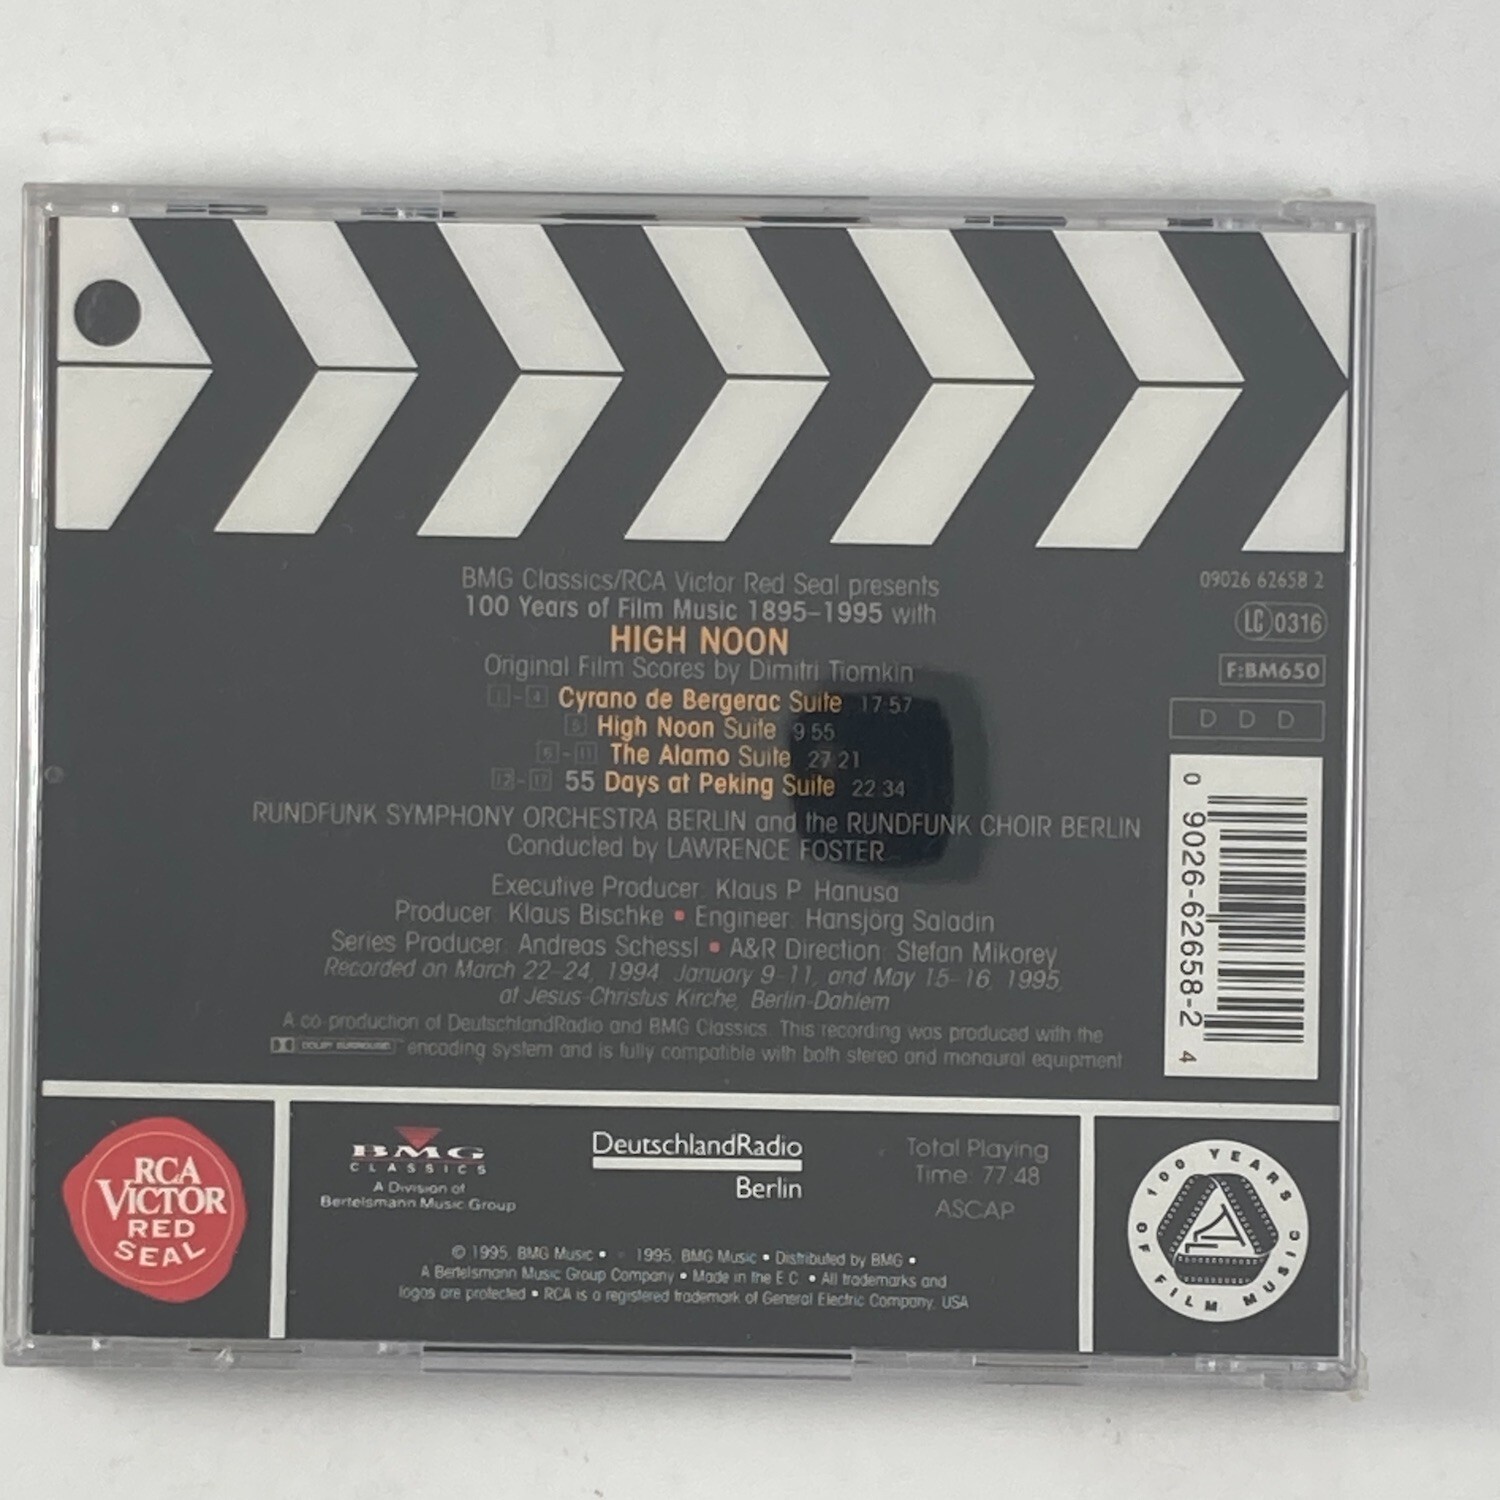 BMG Classics/RCA Victor Red Seal presents
100 Years of Film Music 1895–1995 with
HIGH NOON
Original Film Scores by Dimitri Tiomkin
1 - 4 Cyrano de Bergerac Suite 17:57
5 High Noon Suite 9:55
6 - 11 The Alamo Suite 27:21
12 - 17 55 Days at Peking Suite 22:34
RUNDFUNK SYMPHONY ORCHESTRA BERLIN and the RUNDFUNK CHOIR BERLIN
Conducted by LAWRENCE FOSTER
Executive Producer: Klaus P. Hanusa
Producer: Klaus Bischke • Engineer: Hansjörg Saladin
Series Producer: Andreas Schessl • A&R Direction: Stefan Mikorey
Recorded on March 22–24, 1994, January 9–11, and May 15–16, 1995,
at Jesus-Christus Kirche, Berlin-Dahlem
A co-production of DeutschlandRadio and BMG Classics. This recording was produced with the
DOLBY SURROUND™ encoding system and is fully compatible with both stereo and monaural equipment
09026 62658 2
LC 0316
F:BM650
D D D
0 9026-62658-2 4
RCA
VICTOR
RED
SEAL
BMG
CLASSICS
A Division of
Bertelsmann Music Group
DeutschlandRadio
Berlin
Total Playing
Time: 77:48
ASCAP
© 1995, BMG Music • 1995, BMG Music • Distributed by BMG •
A Bertelsmann Music Group Company • Made in the E.C. • All trademarks and
logos are protected • RCA is a registered trademark of General Electric Company, USA
100 YEARS
OF FILM MUSIC